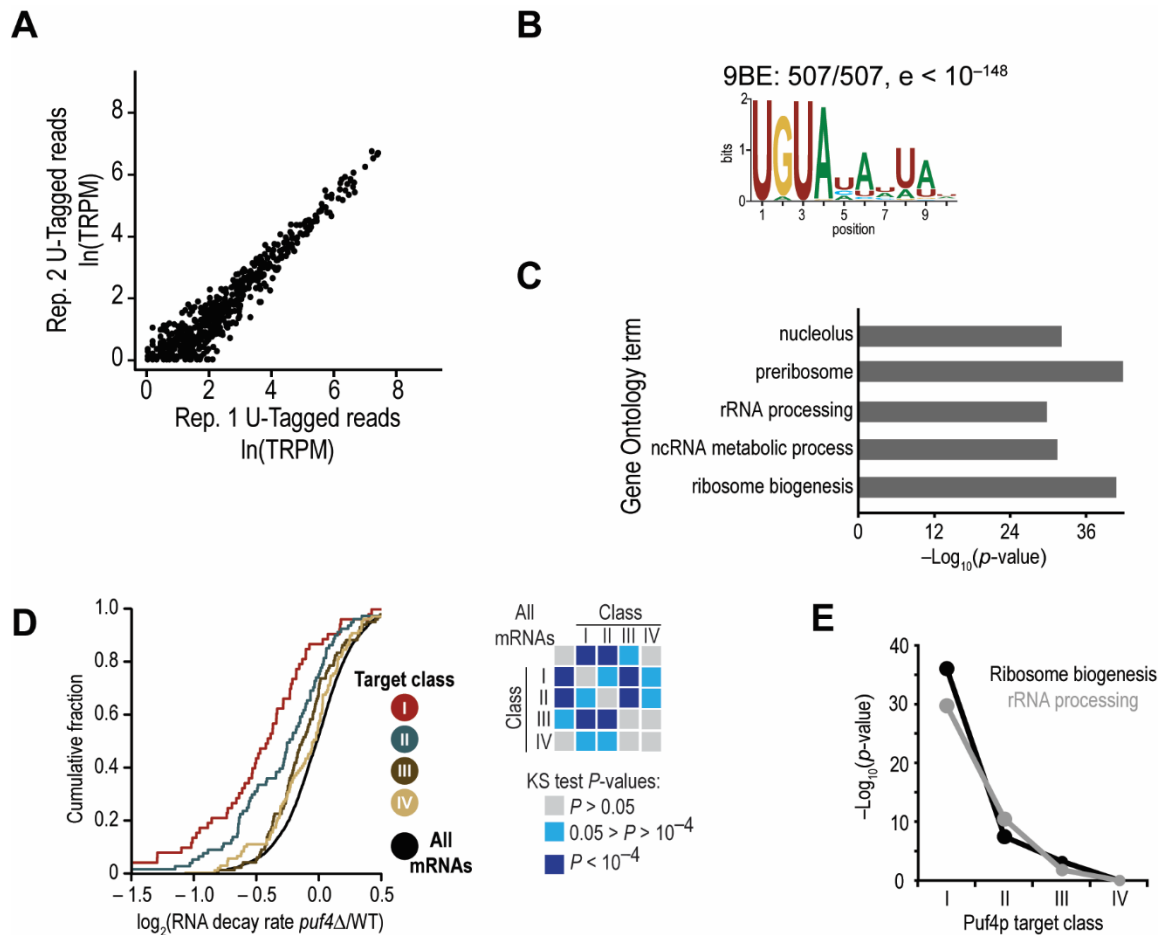 A
Rep. 2 U-Tagged reads
ln(TRPM)
8
6
4
2
0
0 2 4 6 8
Rep. 1 U-Tagged reads
ln(TRPM)
B
9BE: 507/507, e < 10⁻¹⁴⁸
bits
2
1
0
UGUAUAUUA
1 3 5 7 9
position
C
Gene Ontology term
nucleolus
preribosome
rRNA processing
ncRNA metabolic process
ribosome biogenesis
0 12 24 36
–Log₁₀(p-value)
D
Cumulative fraction
1.0
0.8
0.6
0.4
0.2
0
–1.5 –1.0 –0.5 0.0 0.5
log₂(RNA decay rate puf4Δ/WT)
Target class
I
II
III
IV
All
mRNAs
All
mRNAs
Class
I II III IV
Class
I
II
III
IV
KS test P-values:
P > 0.05
0.05 > P > 10⁻⁴
P < 10⁻⁴
E
–Log₁₀(p-value)
40
30
20
10
0
Ribosome biogenesis
rRNA processing
I II III IV
Puf4p target class